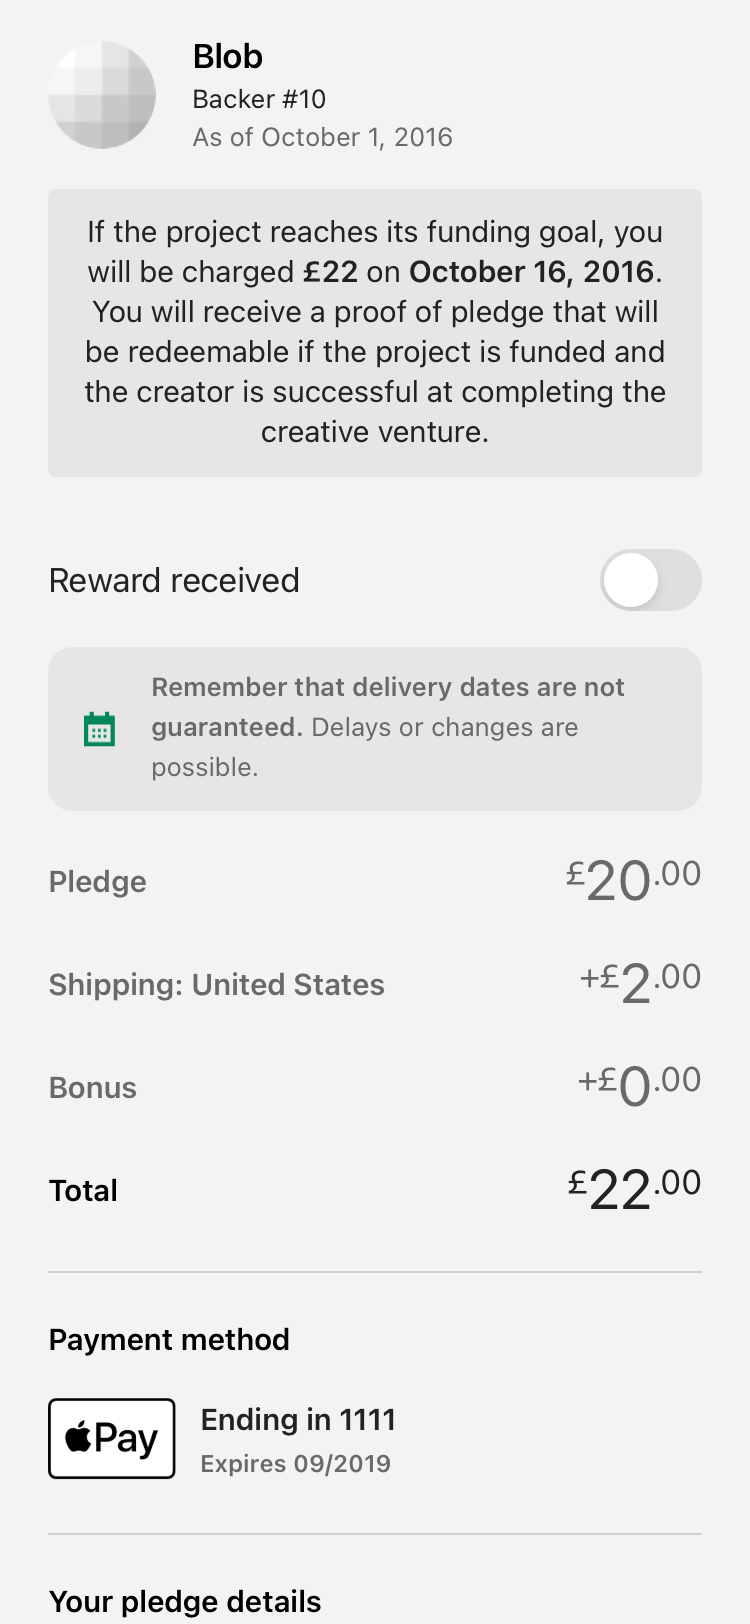 Blob
Backer #10
As of October 1, 2016
If the project reaches its funding goal, you
will be charged £22 on October 16, 2016.
You will receive a proof of pledge that will
be redeemable if the project is funded and
the creator is successful at completing the
creative venture.
Reward received
Remember that delivery dates are not
guaranteed. Delays or changes are
possible.
Pledge £20.00
Shipping: United States +£2.00
Bonus +£0.00
Total £22.00
Payment method
Pay
Ending in 1111
Expires 09/2019
Your pledge details